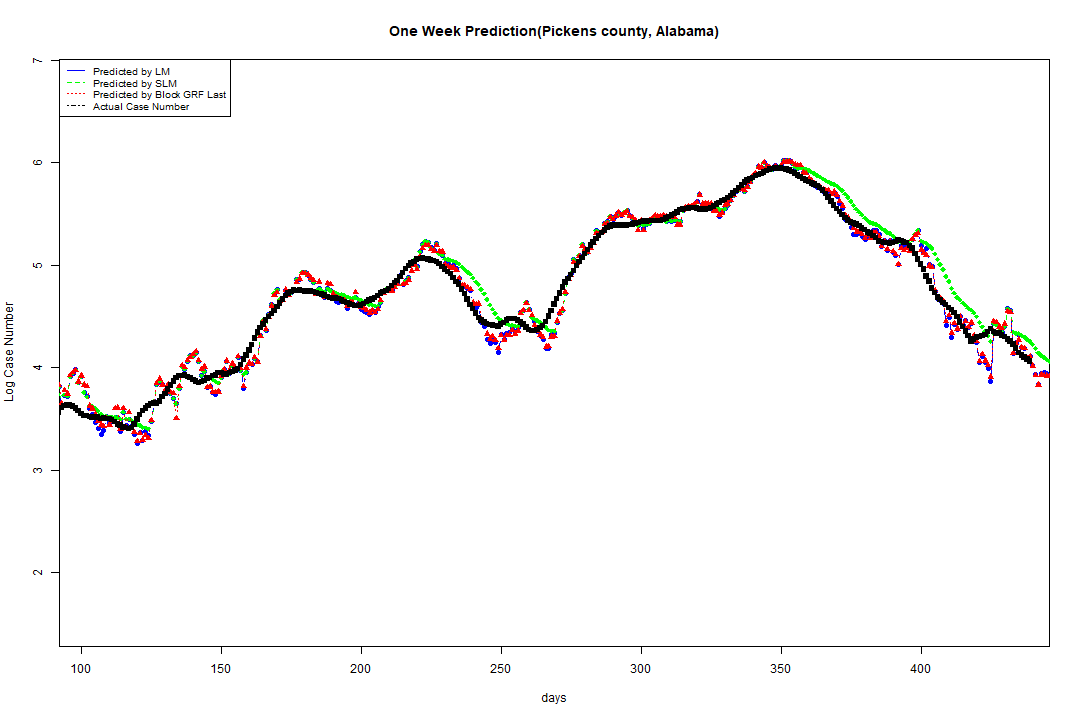 One Week Prediction(Pickens county, Alabama)
Predicted by LM
Predicted by SLM
Predicted by Block GRF Last
Actual Case Number
7
6
5
4
3
2
Log Case Number
100 150 200 250 300 350 400
days